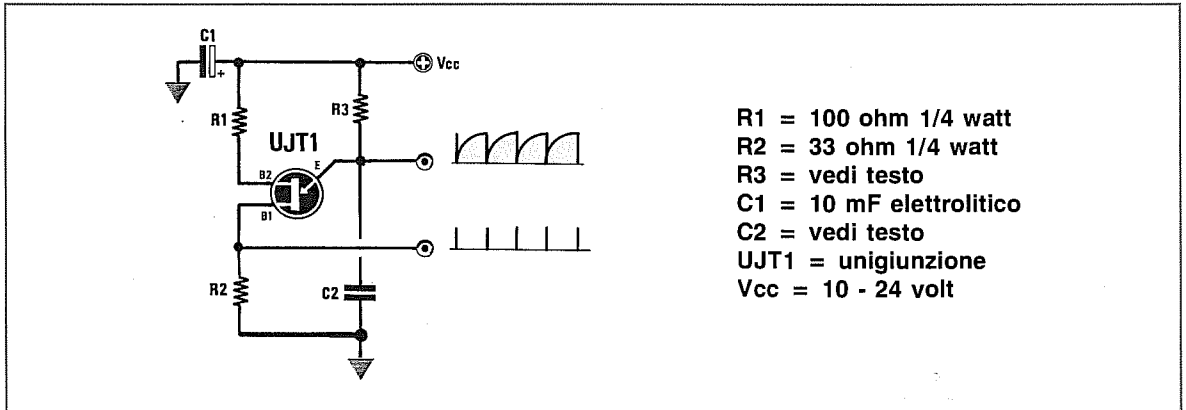 C1
+
Vcc
R1
R3
UJT1
E
B2
B1
R2
C2
R1 = 100 ohm 1/4 watt
R2 = 33 ohm 1/4 watt
R3 = vedi testo
C1 = 10 mF elettrolitico
C2 = vedi testo
UJT1 = unigiunzione
Vcc = 10 - 24 volt